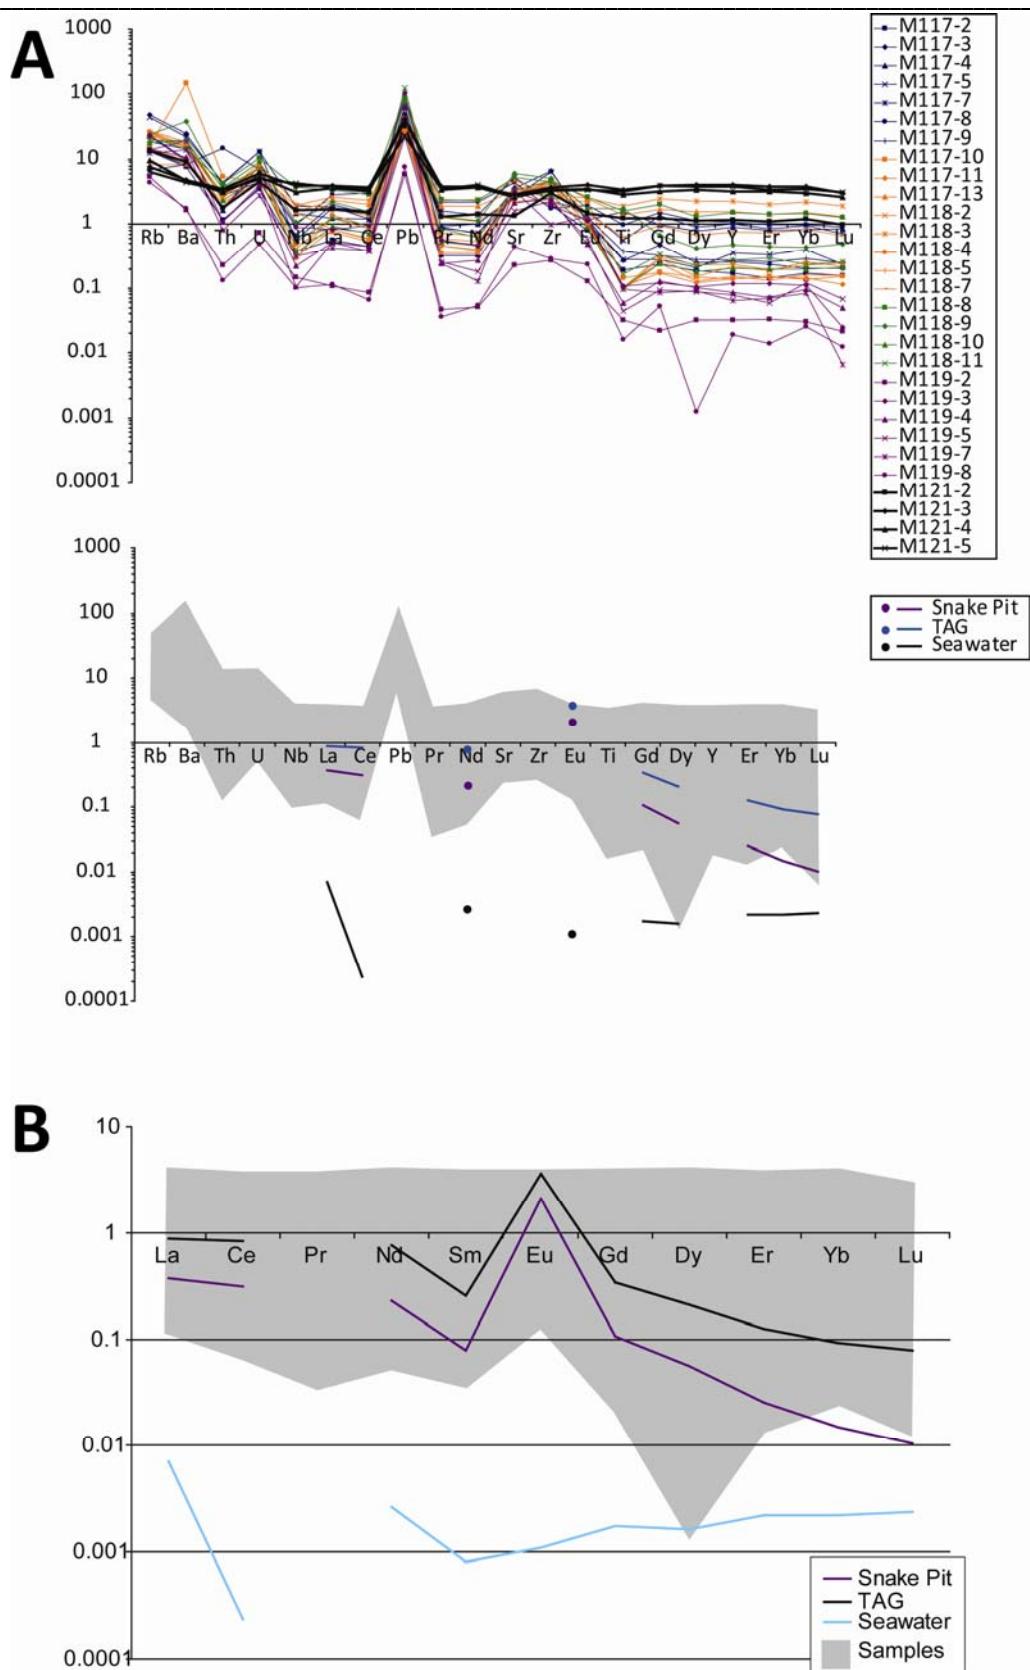 A
1000
100
10
1
0.1
0.01
0.001
0.0001
Rb Ba Th U Nb La Ce Pb Pr Nd Sr Zr Eu Ti Gd Dy Y Er Yb Lu
M117-2
M117-3
M117-4
M117-5
M117-7
M117-8
M117-9
M117-10
M117-11
M117-13
M118-2
M118-3
M118-4
M118-5
M118-7
M118-8
M118-9
M118-10
M118-11
M119-2
M119-3
M119-4
M119-5
M119-7
M119-8
M121-2
M121-3
M121-4
M121-5
1000
100
10
1
0.1
0.01
0.001
0.0001
Rb Ba Th U Nb La Ce Pb Pr Nd Sr Zr Eu Ti Gd Dy Y Er Yb Lu
Snake Pit
TAG
Seawater
B
10
1
0.1
0.01
0.001
0.0001
La Ce Pr Nd Sm Eu Gd Dy Er Yb Lu
Snake Pit
TAG
Seawater
Samples